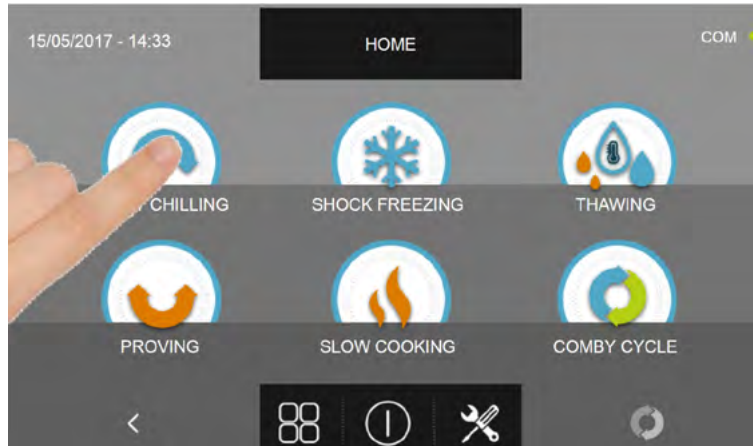 15/05/2017 - 14:33
HOME
COM
CHILLING
SHOCK FREEZING
THAWING
PROVING
SLOW COOKING
COMBY CYCLE